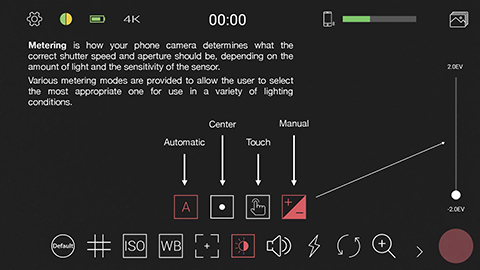 4K
00:00
Metering is how your phone camera determines what the
correct shutter speed and aperture should be, depending on the
amount of light and the sensitivity of the sensor.
Various metering modes are provided to allow the user to select
the most appropriate one for use in a variety of lighting
conditions.
2.0EV
Center
Manual
Automatic
Touch
A
-2.0EV
Default
ISO
WB